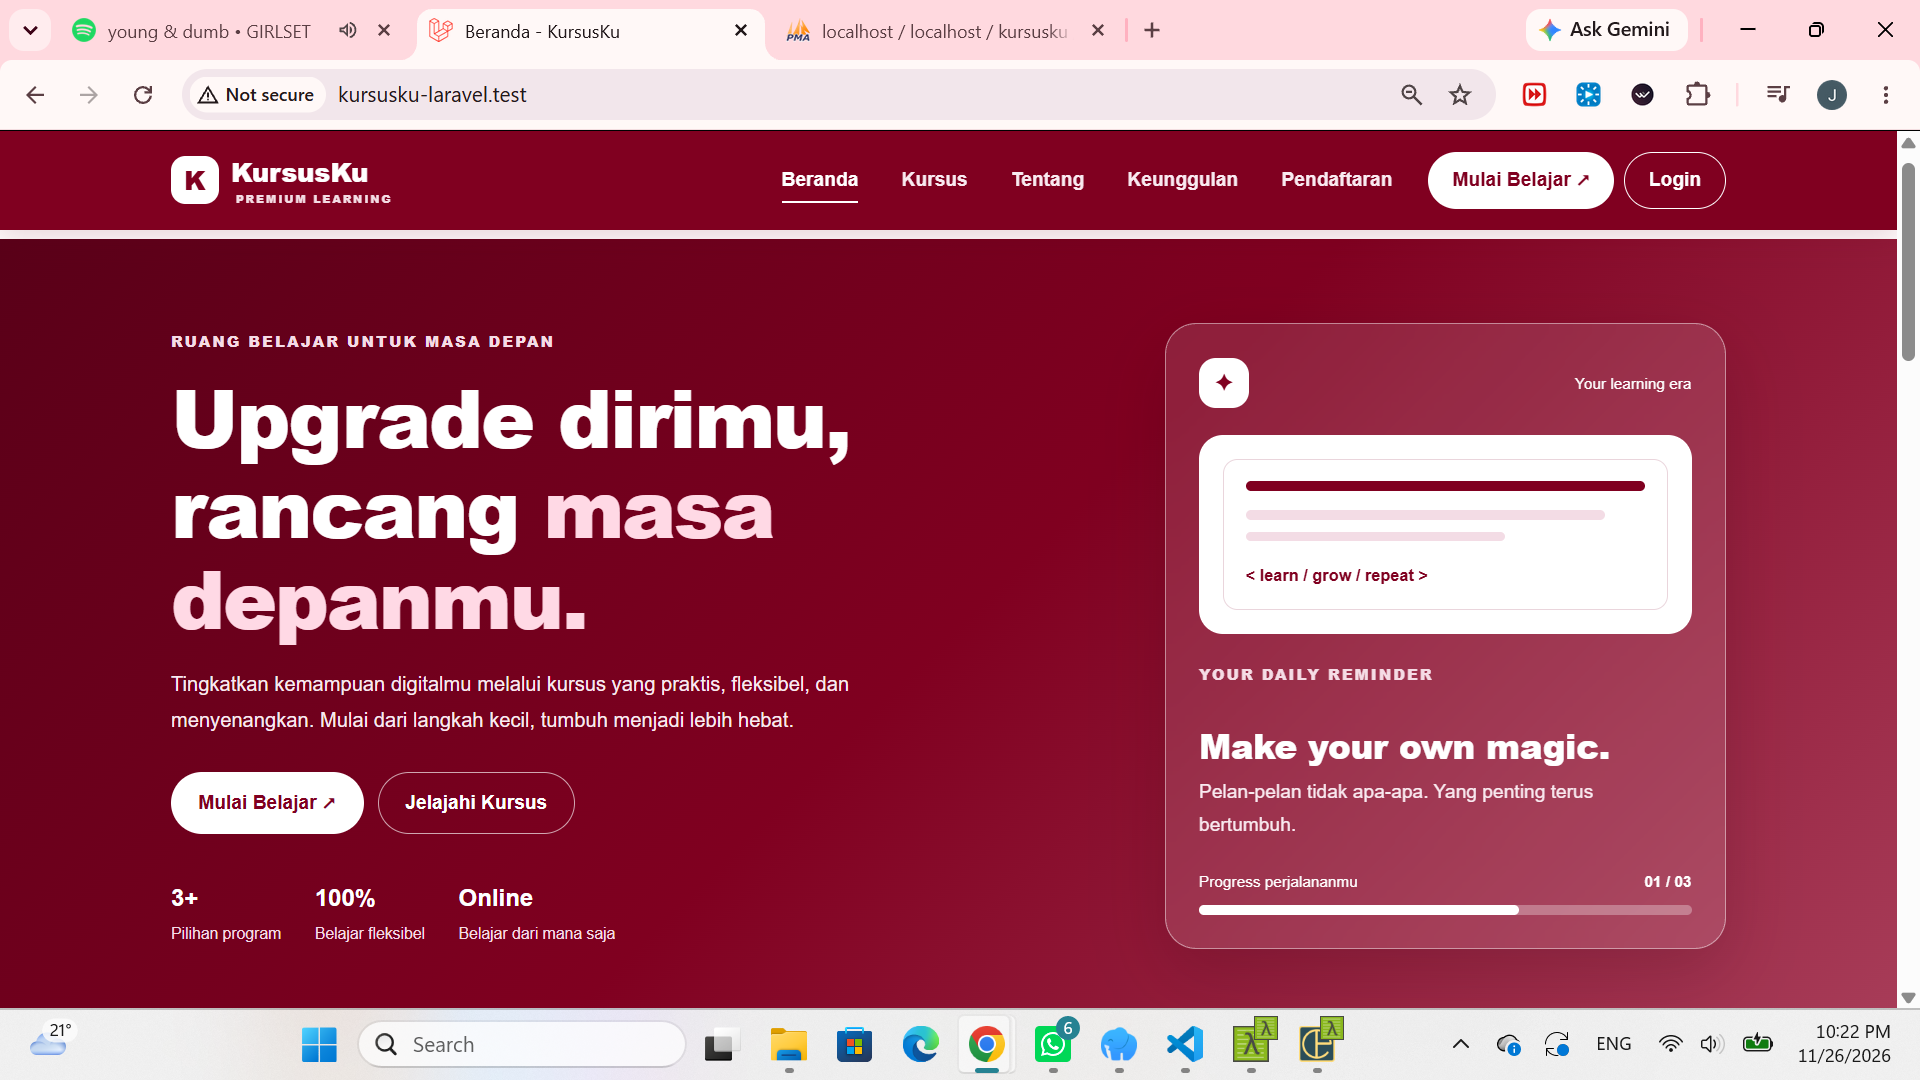 young & dumb • GIRLSET
Beranda - KursusKu
localhost / localhost / kursusku
Ask Gemini
Not secure
kursusku-laravel.test
J
K
KursusKu
PREMIUM LEARNING
Beranda
Kursus
Tentang
Keunggulan
Pendaftaran
Mulai Belajar ↗
Login
RUANG BELAJAR UNTUK MASA DEPAN
Upgrade dirimu,
rancang masa
depanmu.
Tingkatkan kemampuan digitalmu melalui kursus yang praktis, fleksibel, dan
menyenangkan. Mulai dari langkah kecil, tumbuh menjadi lebih hebat.
Mulai Belajar ↗
Jelajahi Kursus
3+
Pilihan program
100%
Belajar fleksibel
Online
Belajar dari mana saja
Your learning era
< learn / grow / repeat >
YOUR DAILY REMINDER
Make your own magic.
Pelan-pelan tidak apa-apa. Yang penting terus
bertumbuh.
Progress perjalananmu
01 / 03
21°
Search
6
ENG
10:22 PM
11/26/2026